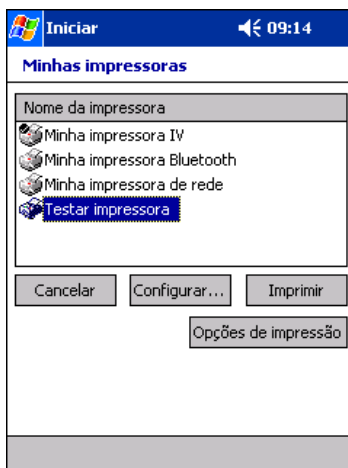 Iniciar 09:14
Minhas impressoras
Nome da impressora
Minha impressora IV
Minha impressora Bluetooth
Minha impressora de rede
Testar impressora
Cancelar Configurar... Imprimir
Opções de impressão